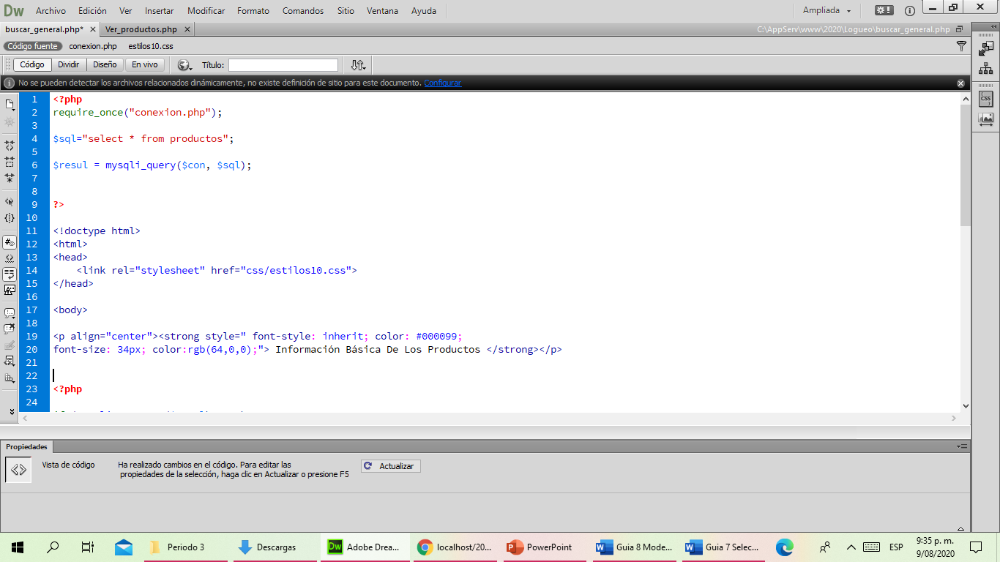 Dw Archivo Edición Ver Insertar Modificar Formato Comandos Sitio Ventana Ayuda Ampliada
buscar_general.php* Ver_productos.php C:\AppServ\www\2020\Logueo\buscar_general.php
Código fuente conexion.php estilos10.css
Código Dividir Diseño En vivo Título:
No se pueden detectar los archivos relacionados dinámicamente, no existe definición de sitio para este documento. Configurar
1 <?php
2 require_once("conexion.php");
3
4 $sql="select * from productos";
5
6 $resul = mysqli_query($con, $sql);
7
8
9 ?>
10
11 <!doctype html>
12 <html>
13 <head>
14 <link rel="stylesheet" href="css/estilos10.css">
15 </head>
16
17 <body>
18
19 <p align="center"><strong style=" font-style: inherit; color: #000099;
20 font-size: 34px; color:rgb(64,0,0);"> Información Básica De Los Productos </strong></p>
21
22
23 <?php
24
CSS
Propiedades
Vista de código Ha realizado cambios en el código. Para editar las
propiedades de la selección, haga clic en Actualizar o presione F5
Actualizar
Periodo 3 Descargas Dw Adobe Drea... localhost/20... PowerPoint Guia 8 Mode... Guia 7 Selec... ESP 9:35 p. m.
9/08/2020